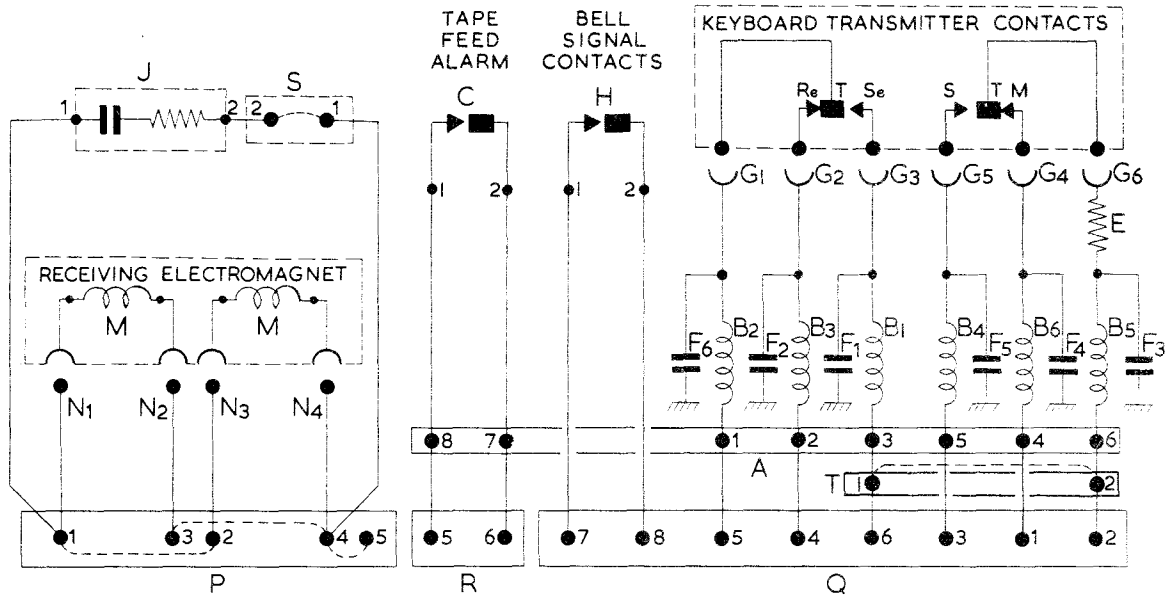 TAPE
FEED
ALARM
BELL
SIGNAL
CONTACTS
KEYBOARD TRANSMITTER CONTACTS
J
S
C
H
Re T Se
S T M
1 2 2 1
1 2 1 2
G1 G2 G3 G5 G4 G6
E
RECEIVING ELECTROMAGNET
M M
F6 B2 F2 B3 F1 B1 B4 F5 B6 F4 B5 F3
N1 N2 N3 N4
8 7 1 2 3 5 4 6
A
T 1 2
1 3 2 4 5
5 6
7 8 5 4 6 3 1 2
P R Q